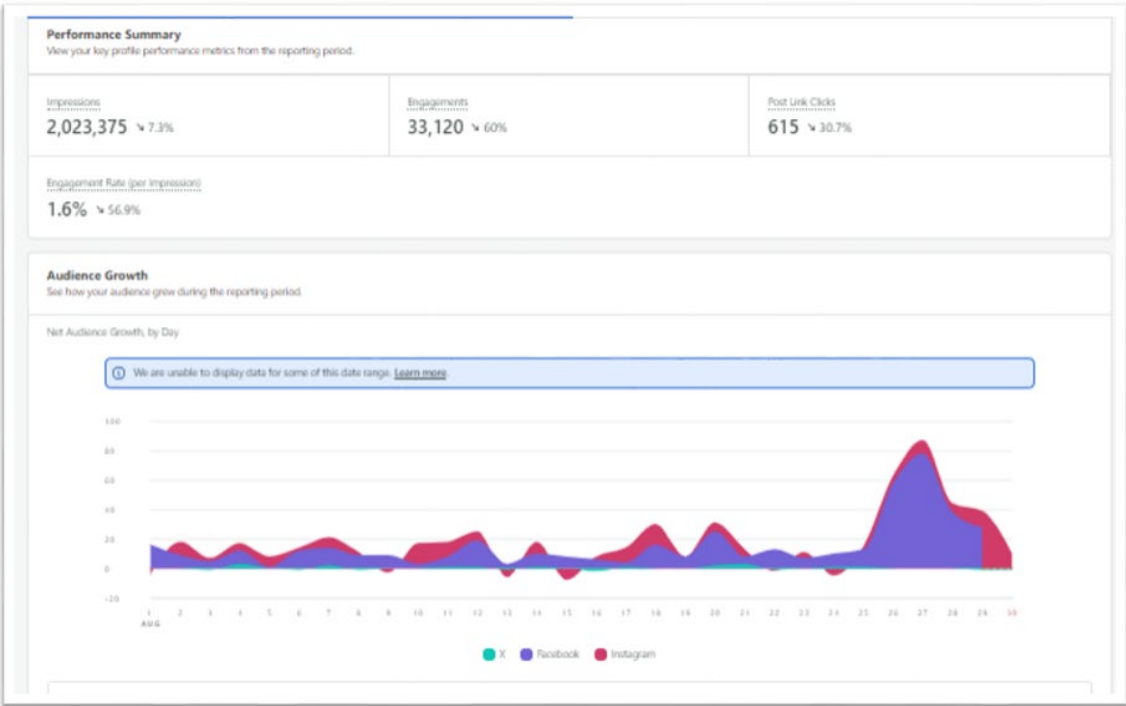 Performance Summary
View your key profile performance metrics from the reporting period.
Impressions
2,023,375 ↘ 7.3%
Engagements
33,120 ↘ 60%
Post Link Clicks
615 ↘ 30.7%
Engagement Rate (per Impression)
1.6% ↘ 56.9%
Audience Growth
See how your audience grew during the reporting period.
Net Audience Growth, by Day
We are unable to display data for some of this date range. Learn more.
100
80
60
40
20
0
-20
1 2 3 4 5 6 7 8 9 10 11 12 13 14 15 16 17 18 19 20 21 22 23 24 25 26 27 28 29 30
AUG
X Facebook Instagram